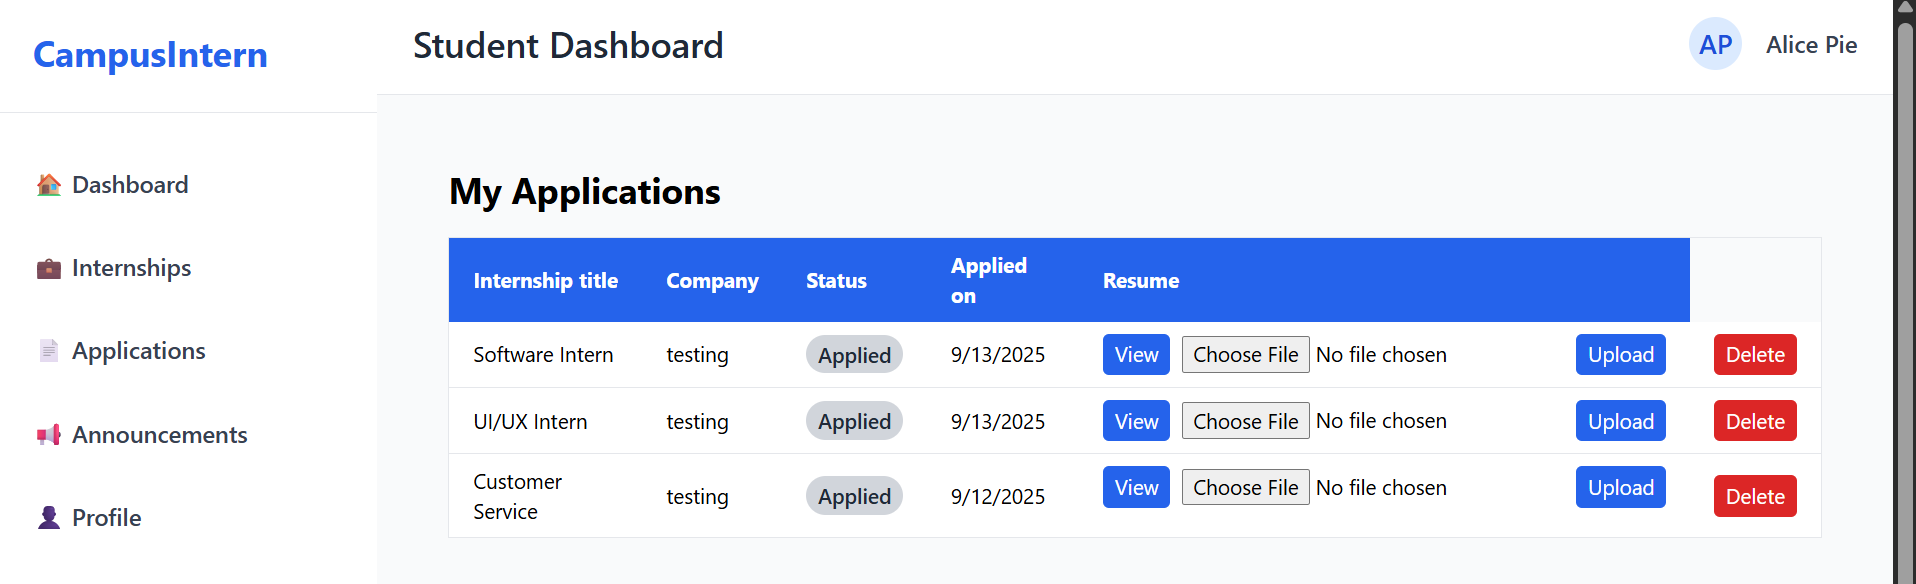 CampusIntern
Student Dashboard
AP Alice Pie
Dashboard
Internships
Applications
Announcements
Profile
My Applications
Internship title Company Status Applied on Resume
Software Intern testing Applied 9/13/2025 View Choose File No file chosen Upload Delete
UI/UX Intern testing Applied 9/13/2025 View Choose File No file chosen Upload Delete
Customer Service testing Applied 9/12/2025 View Choose File No file chosen Upload Delete